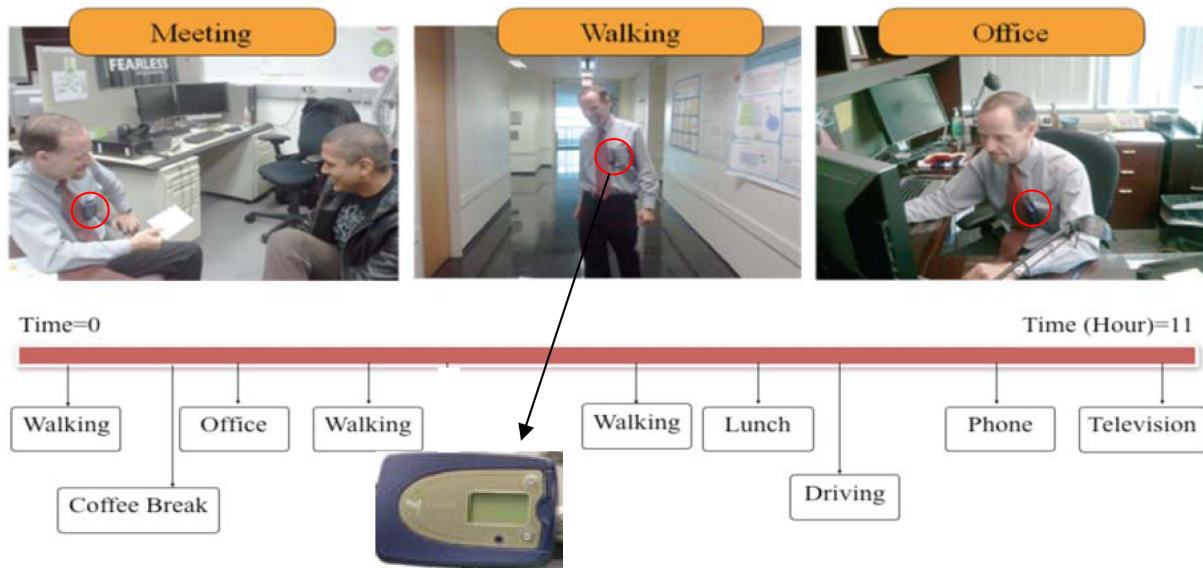 Meeting
Walking
Office
FEARLESS
Time=0
Time (Hour)=11
Walking
Office
Walking
Walking
Lunch
Phone
Television
Coffee Break
Driving